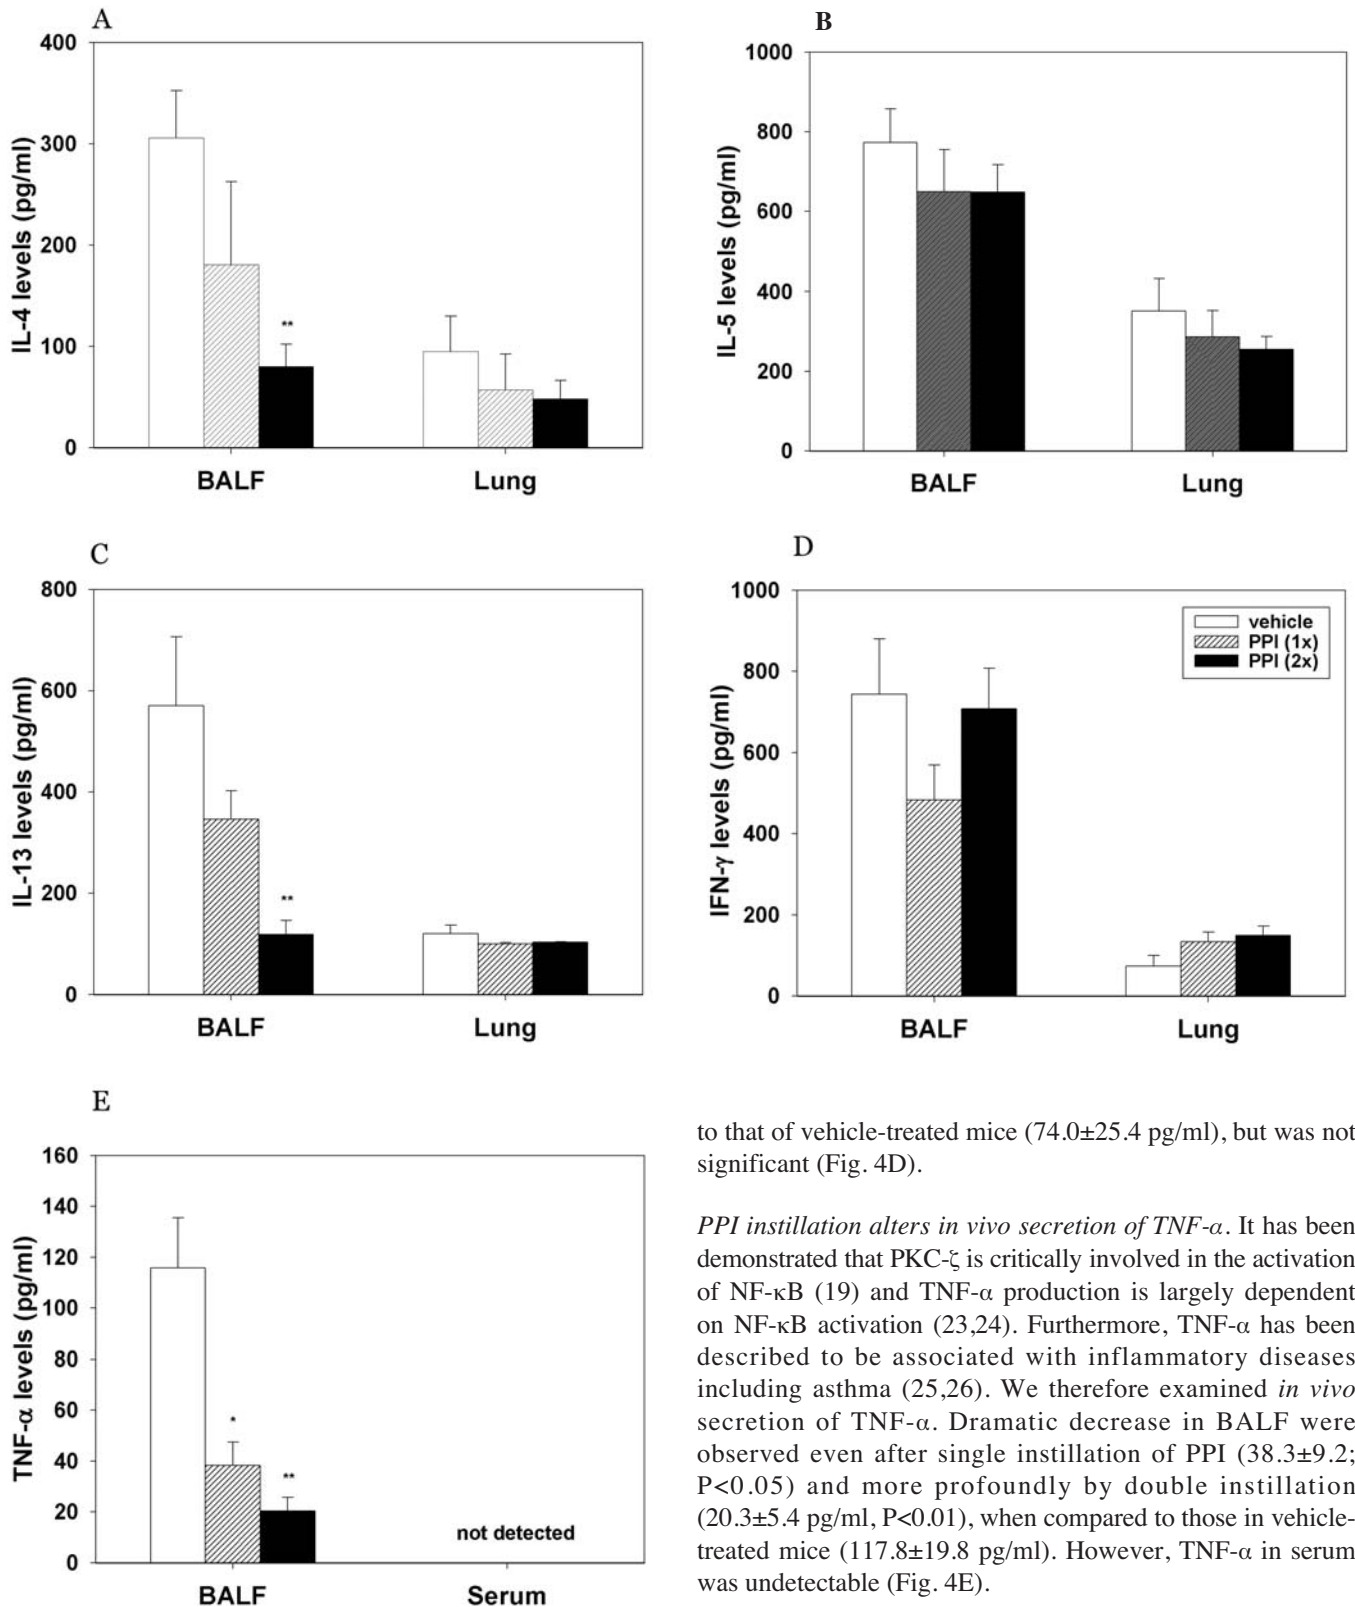 A
400
300
200
100
0
IL-4 levels (pg/ml)
**
BALF
Lung
B
1000
800
600
400
200
0
IL-5 levels (pg/ml)
BALF
Lung
C
800
600
400
200
0
IL-13 levels (pg/ml)
**
BALF
Lung
D
1000
800
600
400
200
0
IFN-γ levels (pg/ml)
vehicle
PPI (1x)
PPI (2x)
BALF
Lung
E
160
140
120
100
80
60
40
20
0
TNF-α levels (pg/ml)
*
**
not detected
BALF
Serum
to that of vehicle-treated mice (74.0±25.4 pg/ml), but was not
significant (Fig. 4D).
PPI instillation alters in vivo secretion of TNF-α. It has been
demonstrated that PKC-ζ is critically involved in the activation
of NF-κB (19) and TNF-α production is largely dependent
on NF-κB activation (23,24). Furthermore, TNF-α has been
described to be associated with inflammatory diseases
including asthma (25,26). We therefore examined in vivo
secretion of TNF-α. Dramatic decrease in BALF were
observed even after single instillation of PPI (38.3±9.2;
P<0.05) and more profoundly by double instillation
(20.3±5.4 pg/ml, P<0.01), when compared to those in vehicle-
treated mice (117.8±19.8 pg/ml). However, TNF-α in serum
was undetectable (Fig. 4E).